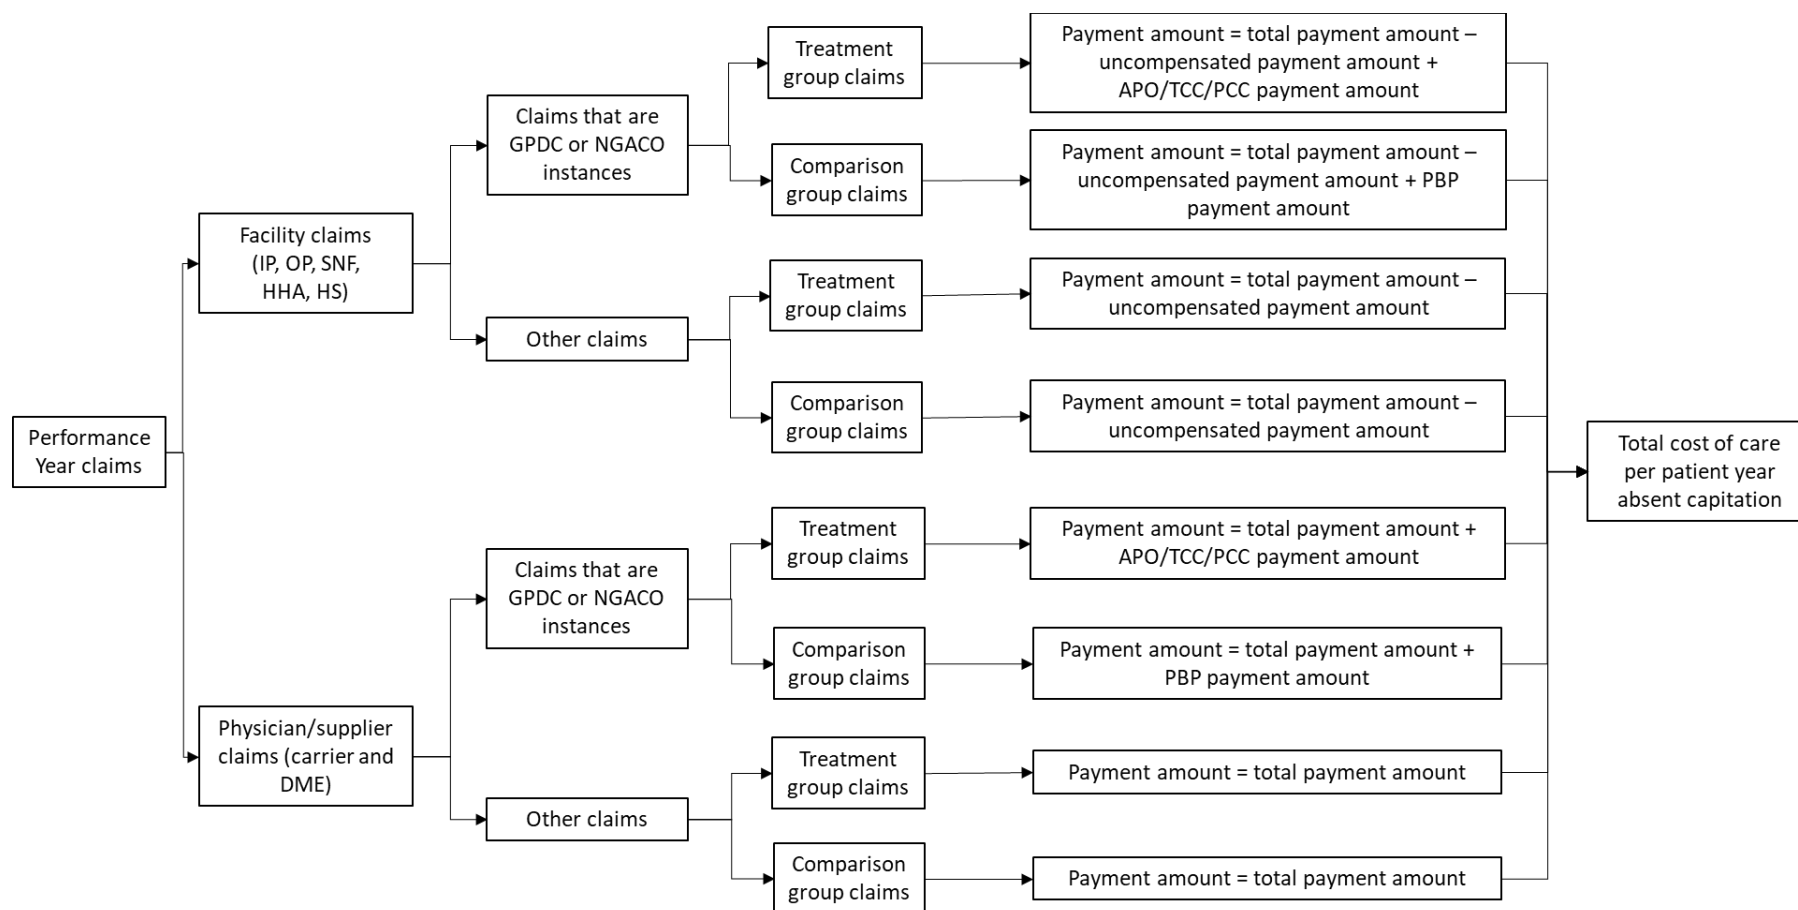 Performance
Year claims
Facility claims
(IP, OP, SNF,
HHA, HS)
Physician/supplier
claims (carrier and
DME)
Claims that are
GPDC or NGACO
instances
Other claims
Claims that are
GPDC or NGACO
instances
Other claims
Treatment
group claims
Comparison
group claims
Treatment
group claims
Comparison
group claims
Treatment
group claims
Comparison
group claims
Treatment
group claims
Comparison
group claims
Payment amount = total payment amount –
uncompensated payment amount +
APO/TCC/PCC payment amount
Payment amount = total payment amount –
uncompensated payment amount + PBP
payment amount
Payment amount = total payment amount –
uncompensated payment amount
Payment amount = total payment amount –
uncompensated payment amount
Payment amount = total payment amount +
APO/TCC/PCC payment amount
Payment amount = total payment amount +
PBP payment amount
Payment amount = total payment amount
Payment amount = total payment amount
Total cost of care
per patient year
absent capitation